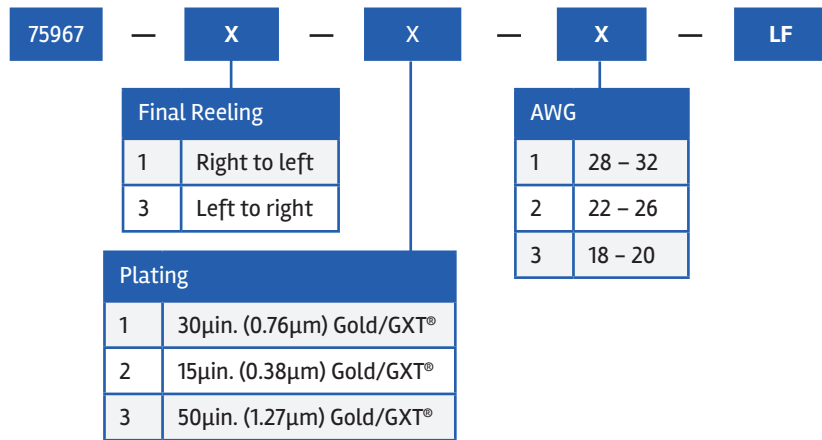 75967 — X — X — X — LF
Final Reeling
1 Right to left
3 Left to right
AWG
1 28 – 32
2 22 – 26
3 18 – 20
Plating
1 30µin. (0.76µm) Gold/GXT®
2 15µin. (0.38µm) Gold/GXT®
3 50µin. (1.27µm) Gold/GXT®